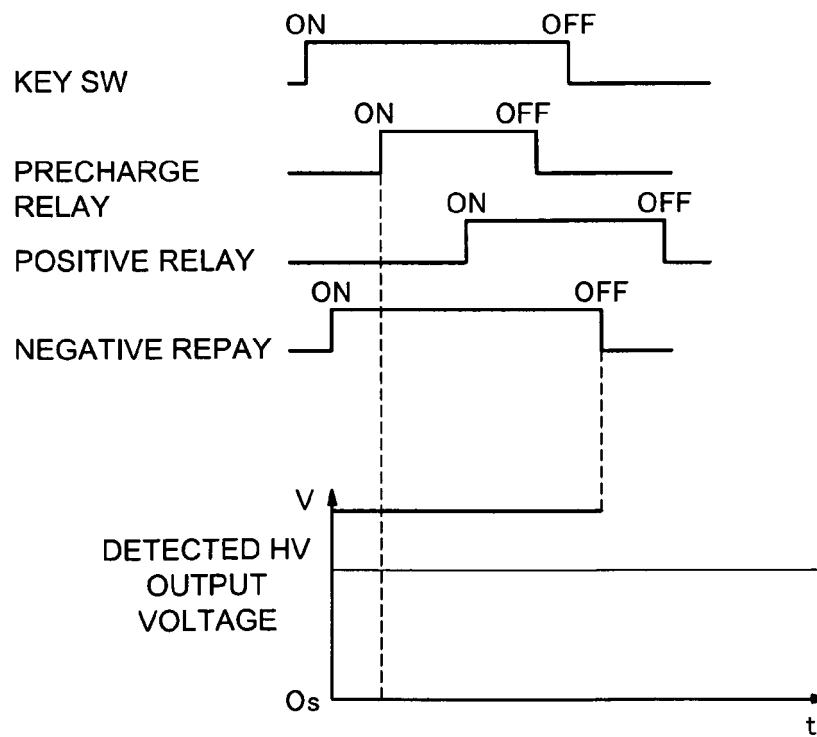 ON OFF
KEY SW
ON OFF
PRECHARGE
RELAY
ON OFF
POSITIVE RELAY
ON OFF
NEGATIVE REPAY
V
DETECTED HV
OUTPUT
VOLTAGE
Os
t